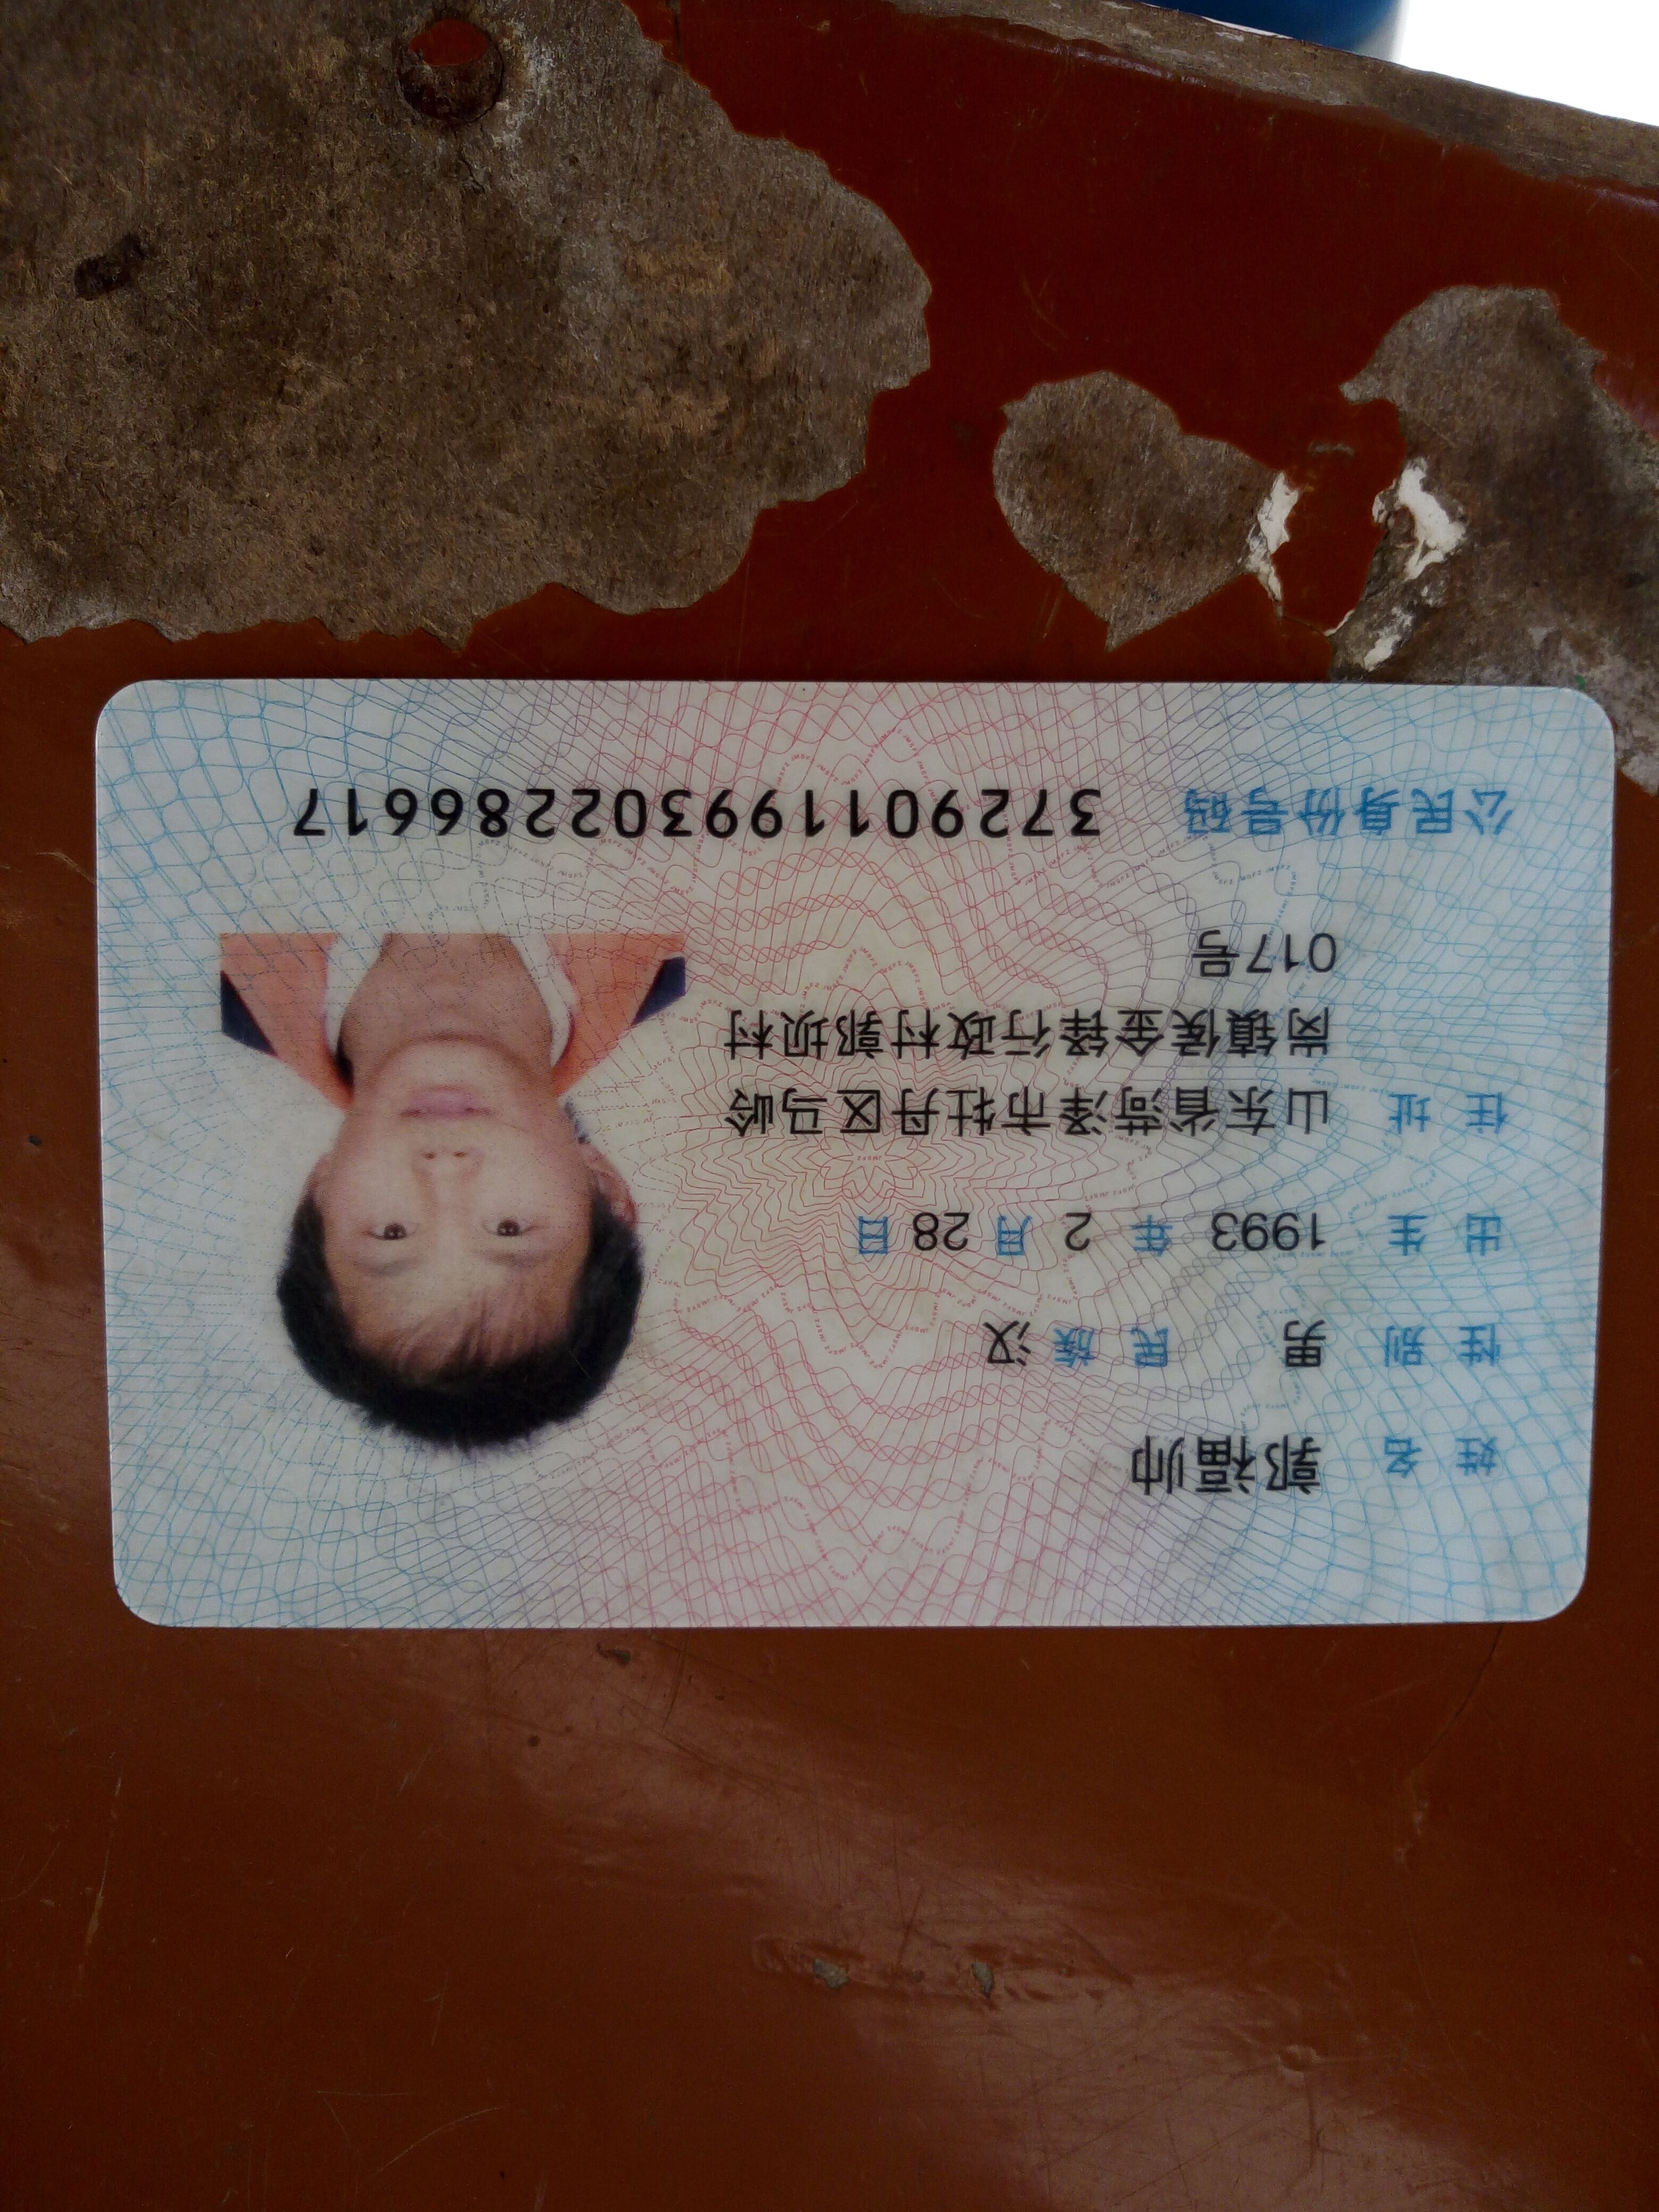 姓名 郭福帅
性别 男 民族 汉
出生 1993 年 2 月 28 日
住址 山东省菏泽市牡丹区马岭
岗镇侯金铎行政村郭坝村
017号
公民身份号码 372901199302286617